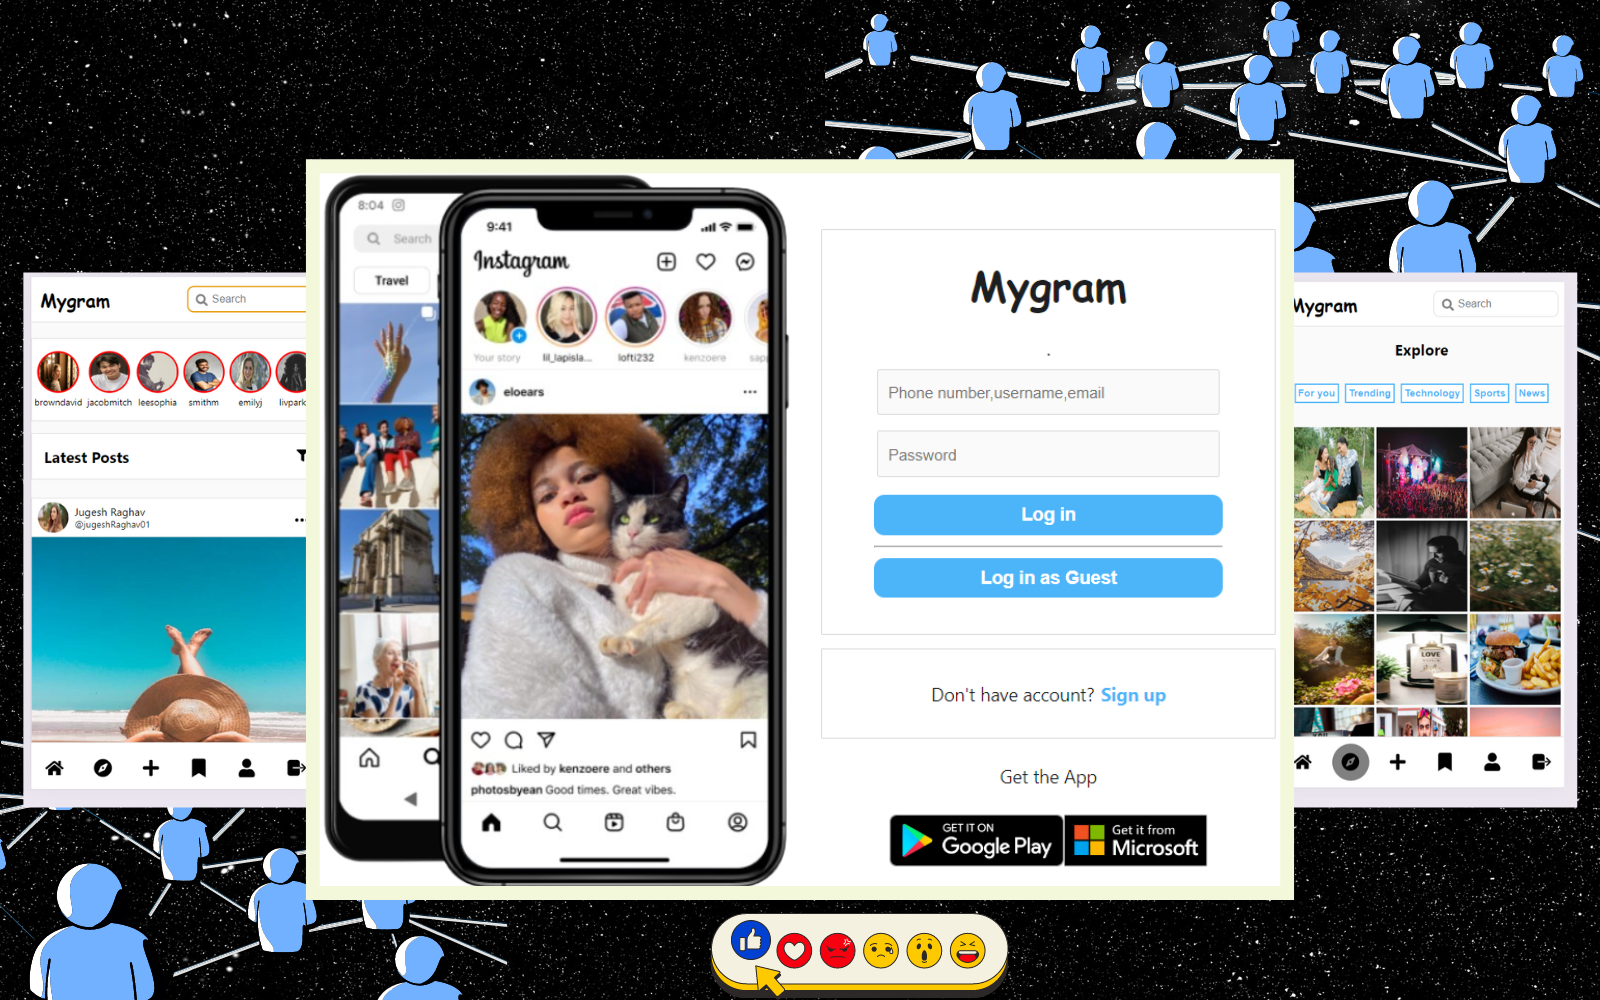 Mygram
Search
browndavid jacobmitch leesophia smithm emilyj livpark
Latest Posts
Jugesh Raghav
@jugeshRaghav01
8:04
Search
Travel
9:41
Instagram
Your story lil_lapisla... lofti232 kenzoere
eloears
Liked by kenzoere and others
photosbyean Good times. Great vibes.
Mygram
.
Phone number,username,email
Password
Log in
Log in as Guest
Don't have account? Sign up
Get the App
GET IT ON
Google Play
Get it from
Microsoft
Mygram
Search
Explore
For you Trending Technology Sports News
LOVE